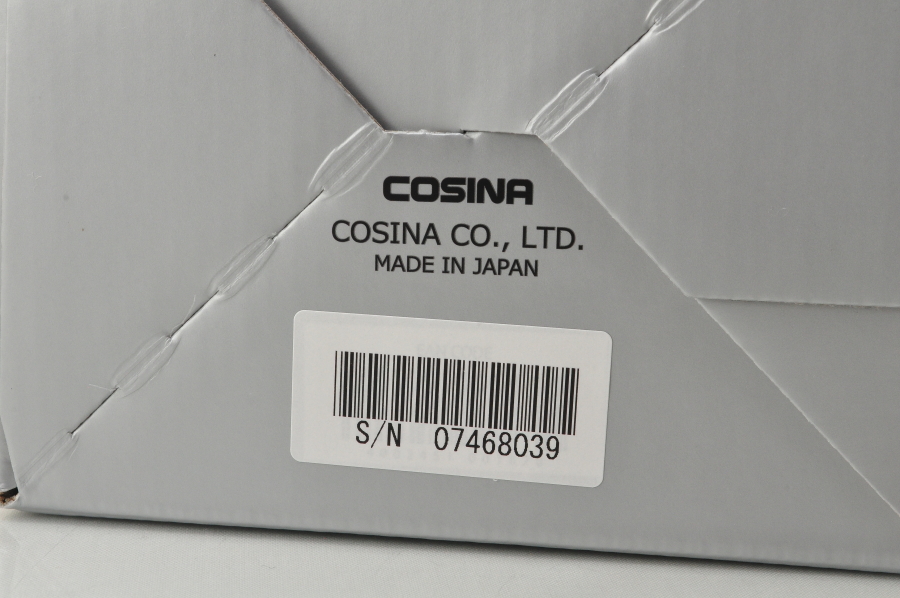 COSINA
COSINA CO., LTD.
MADE IN JAPAN
S/N 07468039